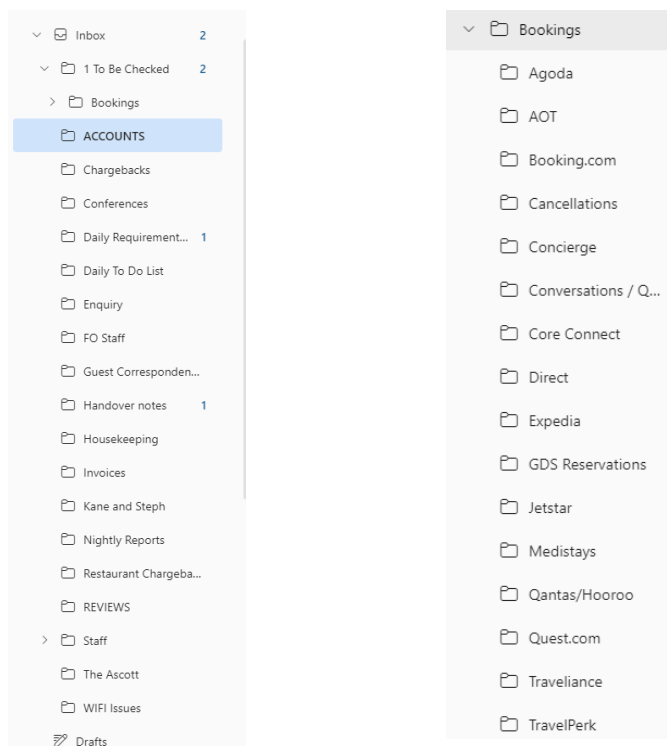 Inbox 2
1 To Be Checked 2
Bookings
ACCOUNTS
Chargebacks
Conferences
Daily Requirement... 1
Daily To Do List
Enquiry
FO Staff
Guest Corresponden...
Handover notes 1
Housekeeping
Invoices
Kane and Steph
Nightly Reports
Restaurant Chargeba...
REVIEWS
Staff
The Ascott
WIFI Issues
Drafts
Bookings
Agoda
AOT
Booking.com
Cancellations
Concierge
Conversations / Q...
Core Connect
Direct
Expedia
GDS Reservations
Jetstar
Medistays
Qantas/Hooroo
Quest.com
Traveliance
TravelPerk